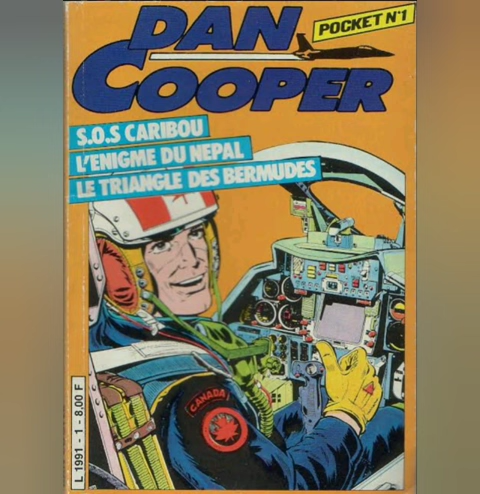 DAN
COOPER
POCKET N°1
S.O.S CARIBOU
L'ENIGME DU NEPAL
LE TRIANGLE DES BERMUDES
CANADA
L 1991 - 1 - 8,00 F